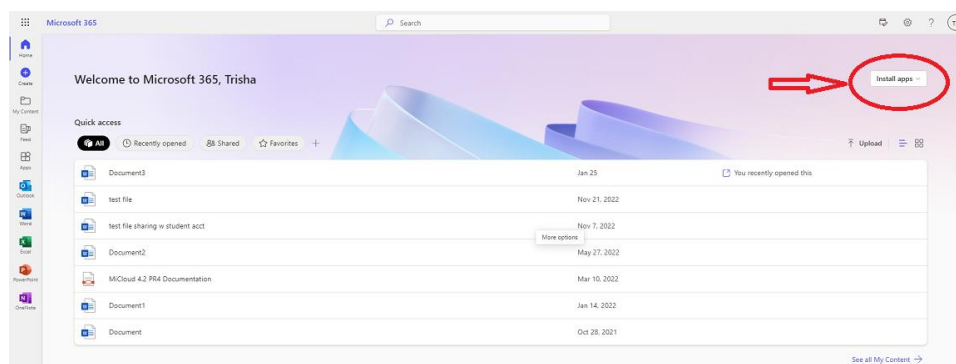 Microsoft 365
Search
?
Home
Create
My Content
Feed
Apps
Outlook
Word
Excel
PowerPoint
OneNote
Welcome to Microsoft 365, Trisha
Install apps
Quick access
All Recently opened Shared Favorites +
Upload
Document3 Jan 25 You recently opened this
test file Nov 21, 2022
test file sharing w student acct Nov 7, 2022
More options
Document2 May 27, 2022
MiCloud 4.2 PR4 Documentation Mar 10, 2022
Document1 Jan 14, 2022
Document Oct 28, 2021
See all My Content →